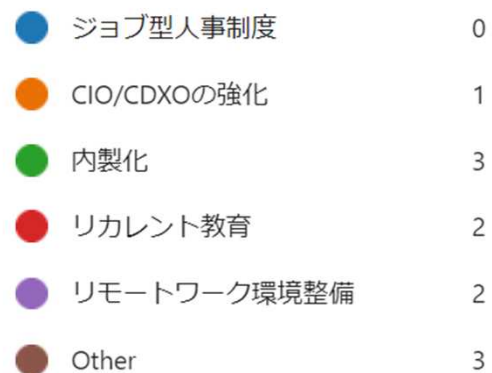 ジョブ型人事制度 0
CIO/CDXOの強化 1
内製化 3
リカレント教育 2
リモートワーク環境整備 2
Other 3